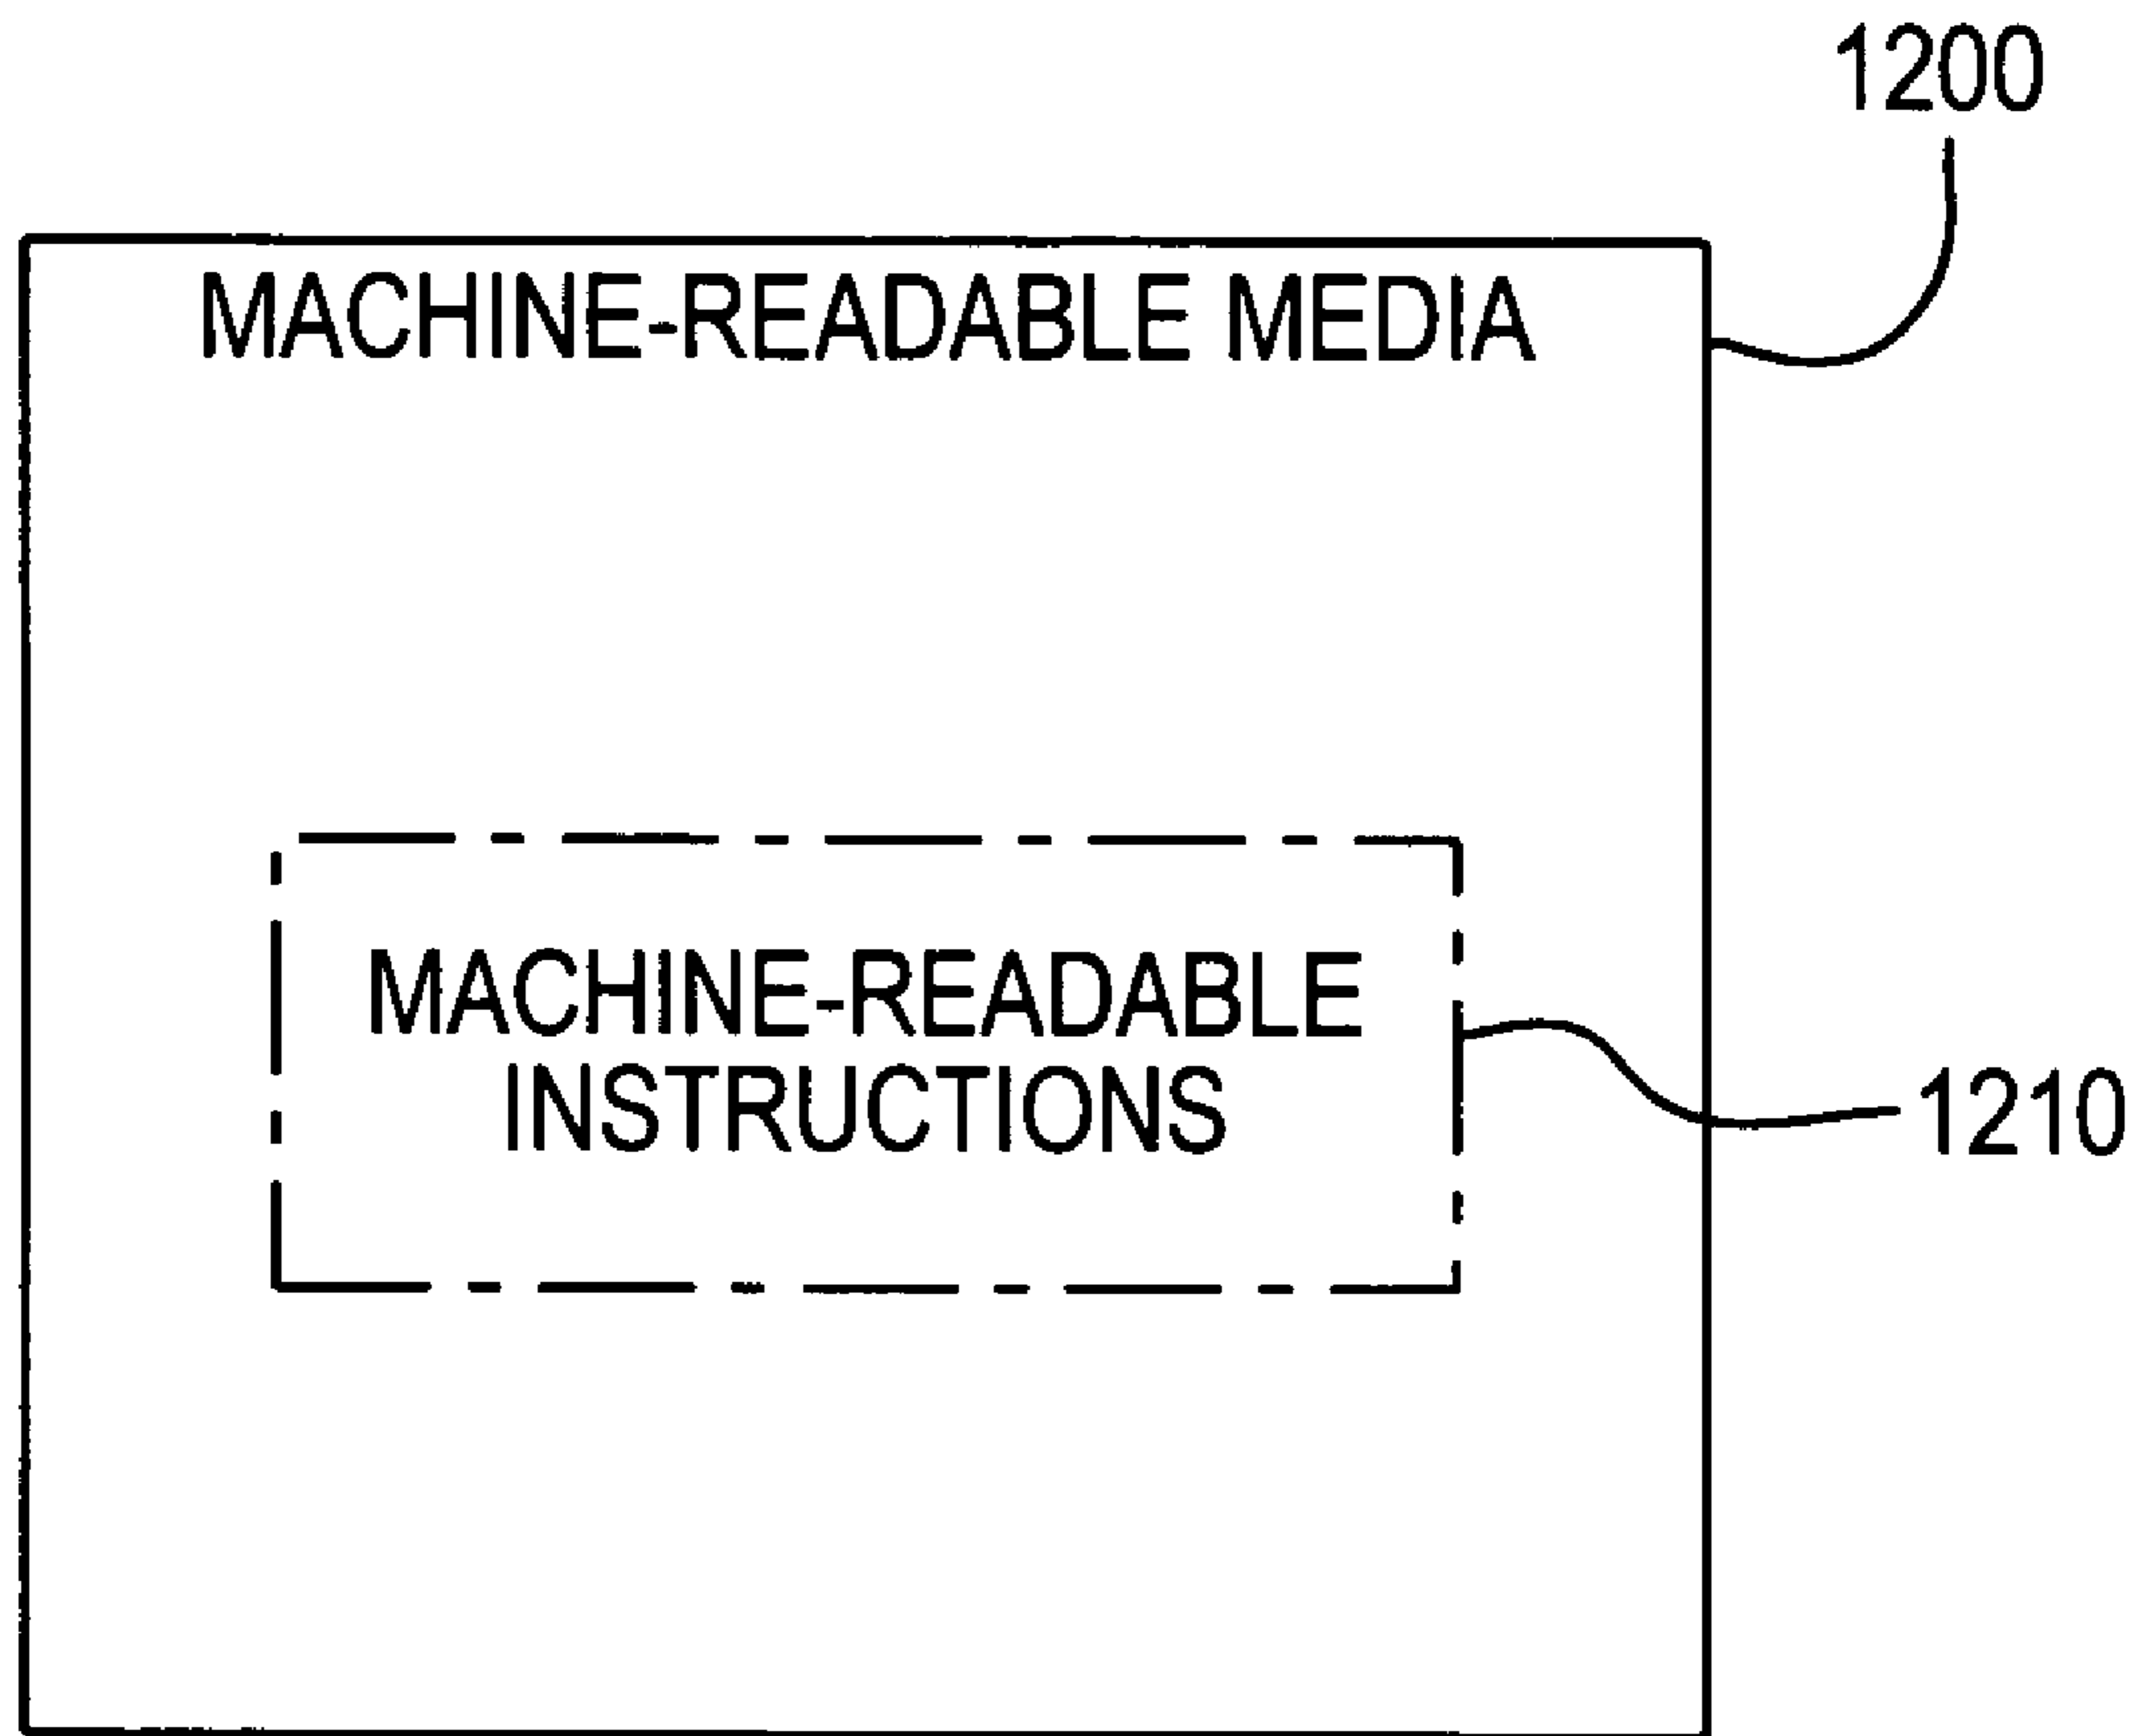 1200
MACHINE-READABLE MEDIA
MACHINE-READABLE
INSTRUCTIONS
1210